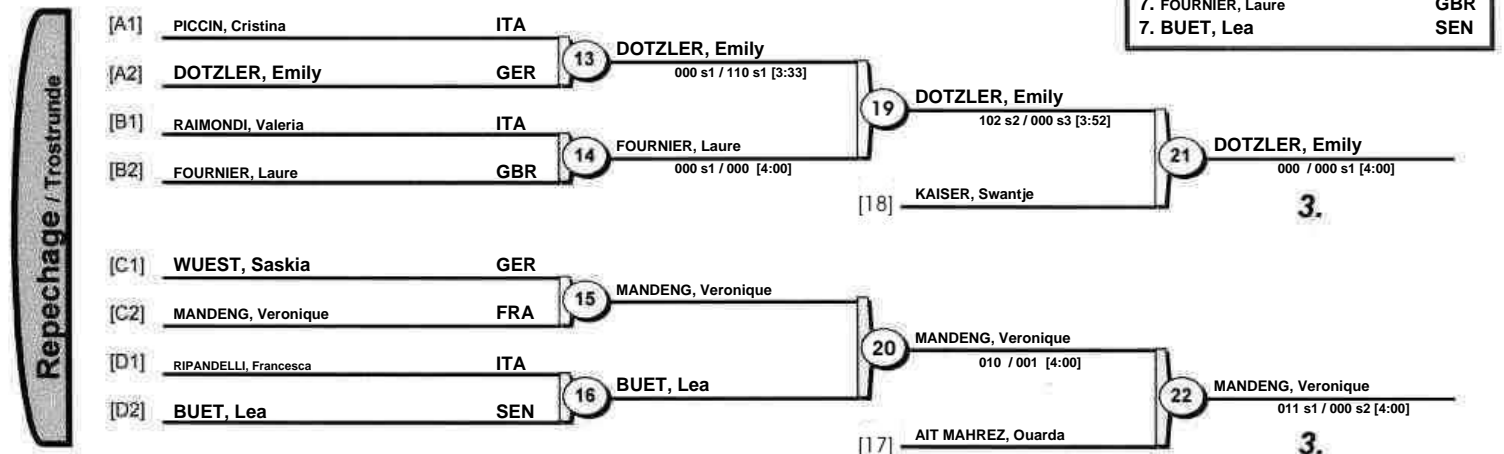 7. FOURNIER, Laure GBR
7. BUET, Lea SEN
Repechage / Trostrunde
[A1] PICCIN, Cristina ITA
13 DOTZLER, Emily
000 s1 / 110 s1 [3:33]
[A2] DOTZLER, Emily GER
19 DOTZLER, Emily
102 s2 / 000 s3 [3:52]
[B1] RAIMONDI, Valeria ITA
14 FOURNIER, Laure
000 s1 / 000 [4:00]
[B2] FOURNIER, Laure GBR
21 DOTZLER, Emily
000 / 000 s1 [4:00]
[18] KAISER, Swantje
3.
[C1] WUEST, Saskia GER
15 MANDENG, Veronique
[C2] MANDENG, Veronique FRA
20 MANDENG, Veronique
010 / 001 [4:00]
[D1] RIPANDELLI, Francesca ITA
16 BUET, Lea
[D2] BUET, Lea SEN
22 MANDENG, Veronique
011 s1 / 000 s2 [4:00]
[17] AIT MAHREZ, Ouarda
3.